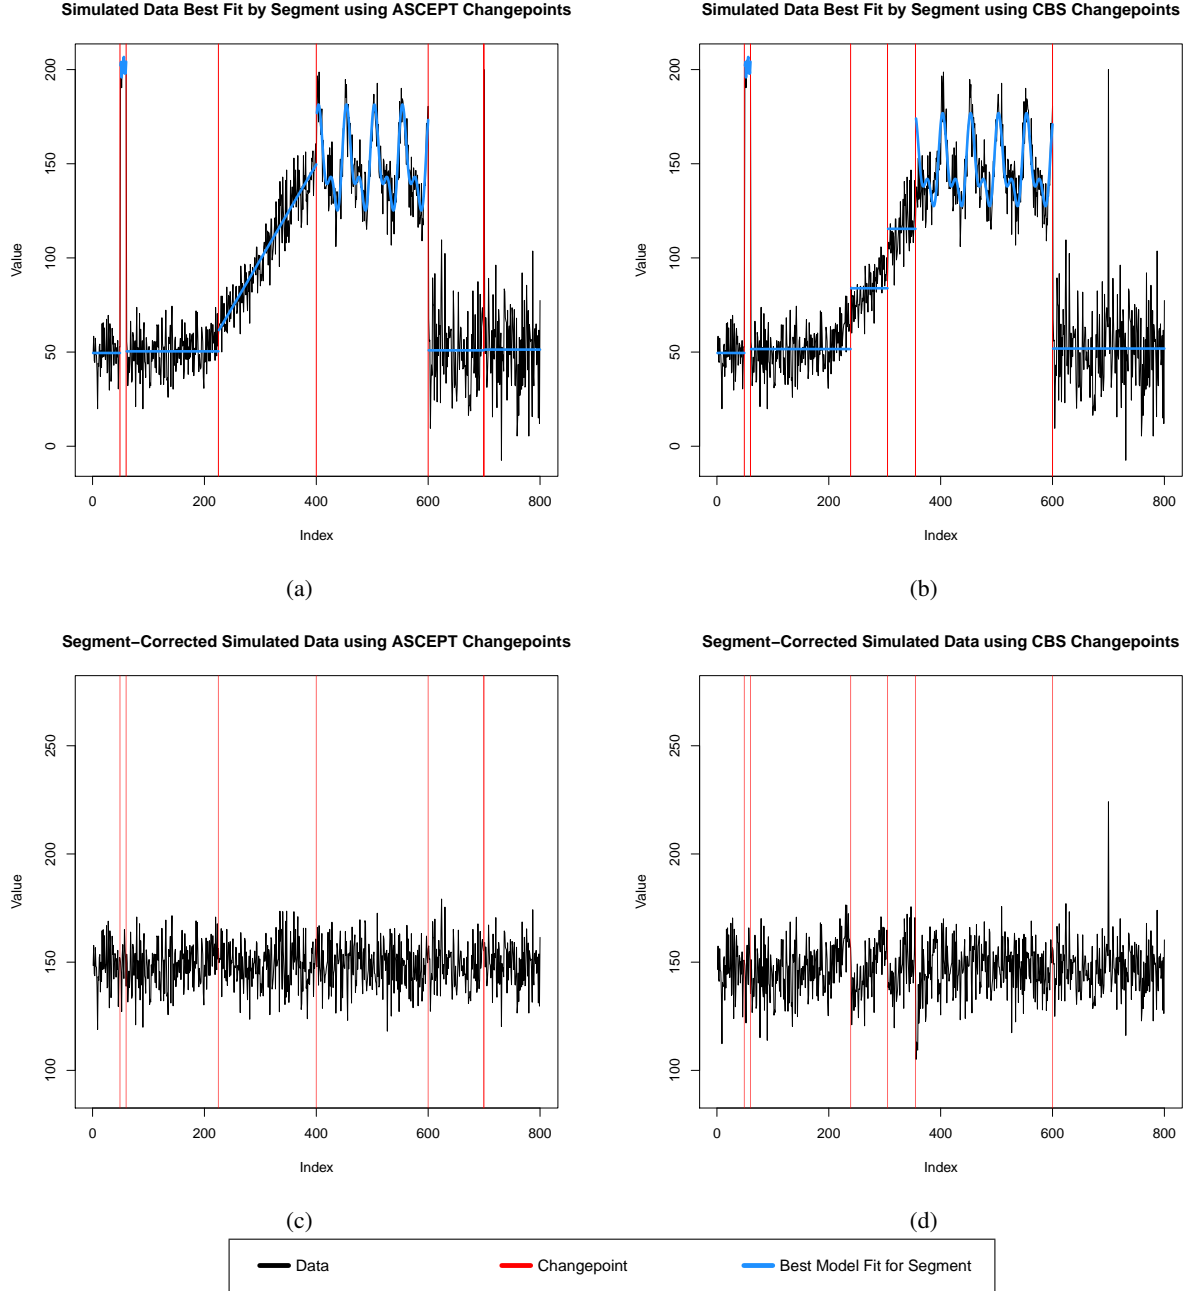 Simulated Data Best Fit by Segment using ASCEPT Changepoints
Value
200
150
100
50
0
0 200 400 600 800
Index
(a)
Simulated Data Best Fit by Segment using CBS Changepoints
Value
200
150
100
50
0
0 200 400 600 800
Index
(b)
Segment−Corrected Simulated Data using ASCEPT Changepoints
Value
250
200
150
100
0 200 400 600 800
Index
(c)
Segment−Corrected Simulated Data using CBS Changepoints
Value
250
200
150
100
0 200 400 600 800
Index
(d)
Data Changepoint Best Model Fit for Segment